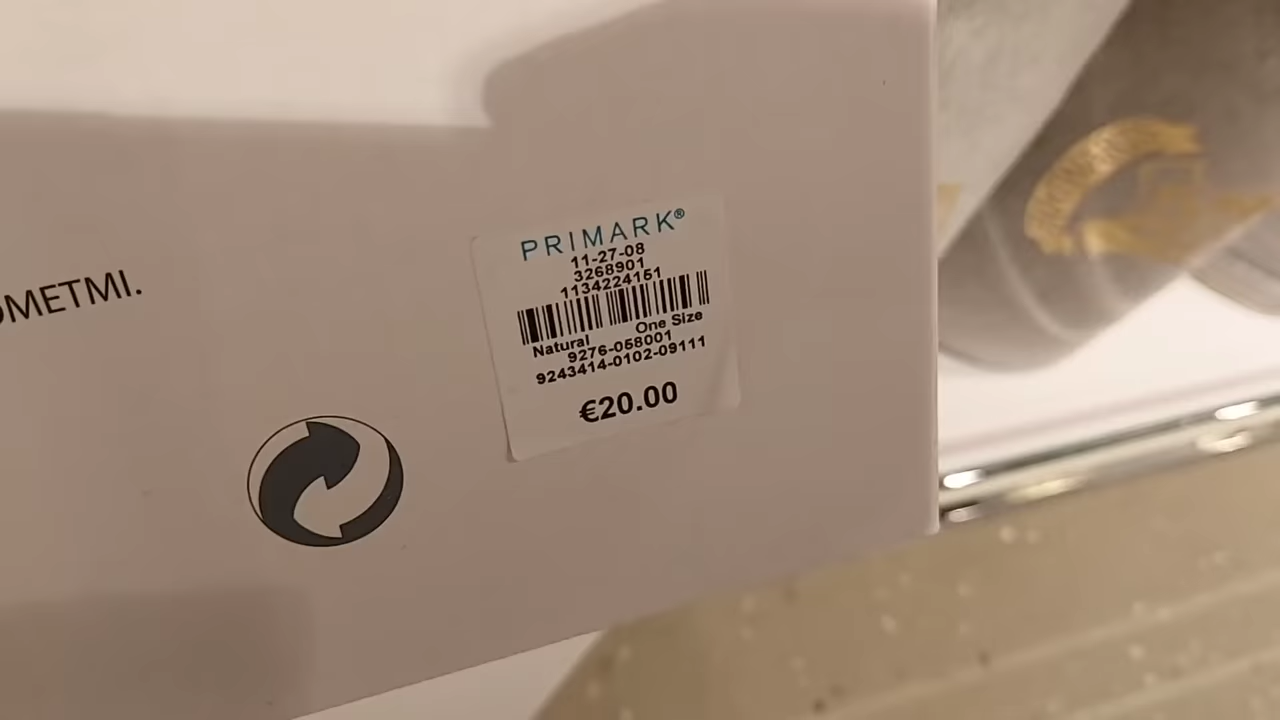 OMETMI.
PRIMARK®
11-27-08
3268901
1134224151
Natural One Size
9276-058001
9243414-0102-09111
€20.00